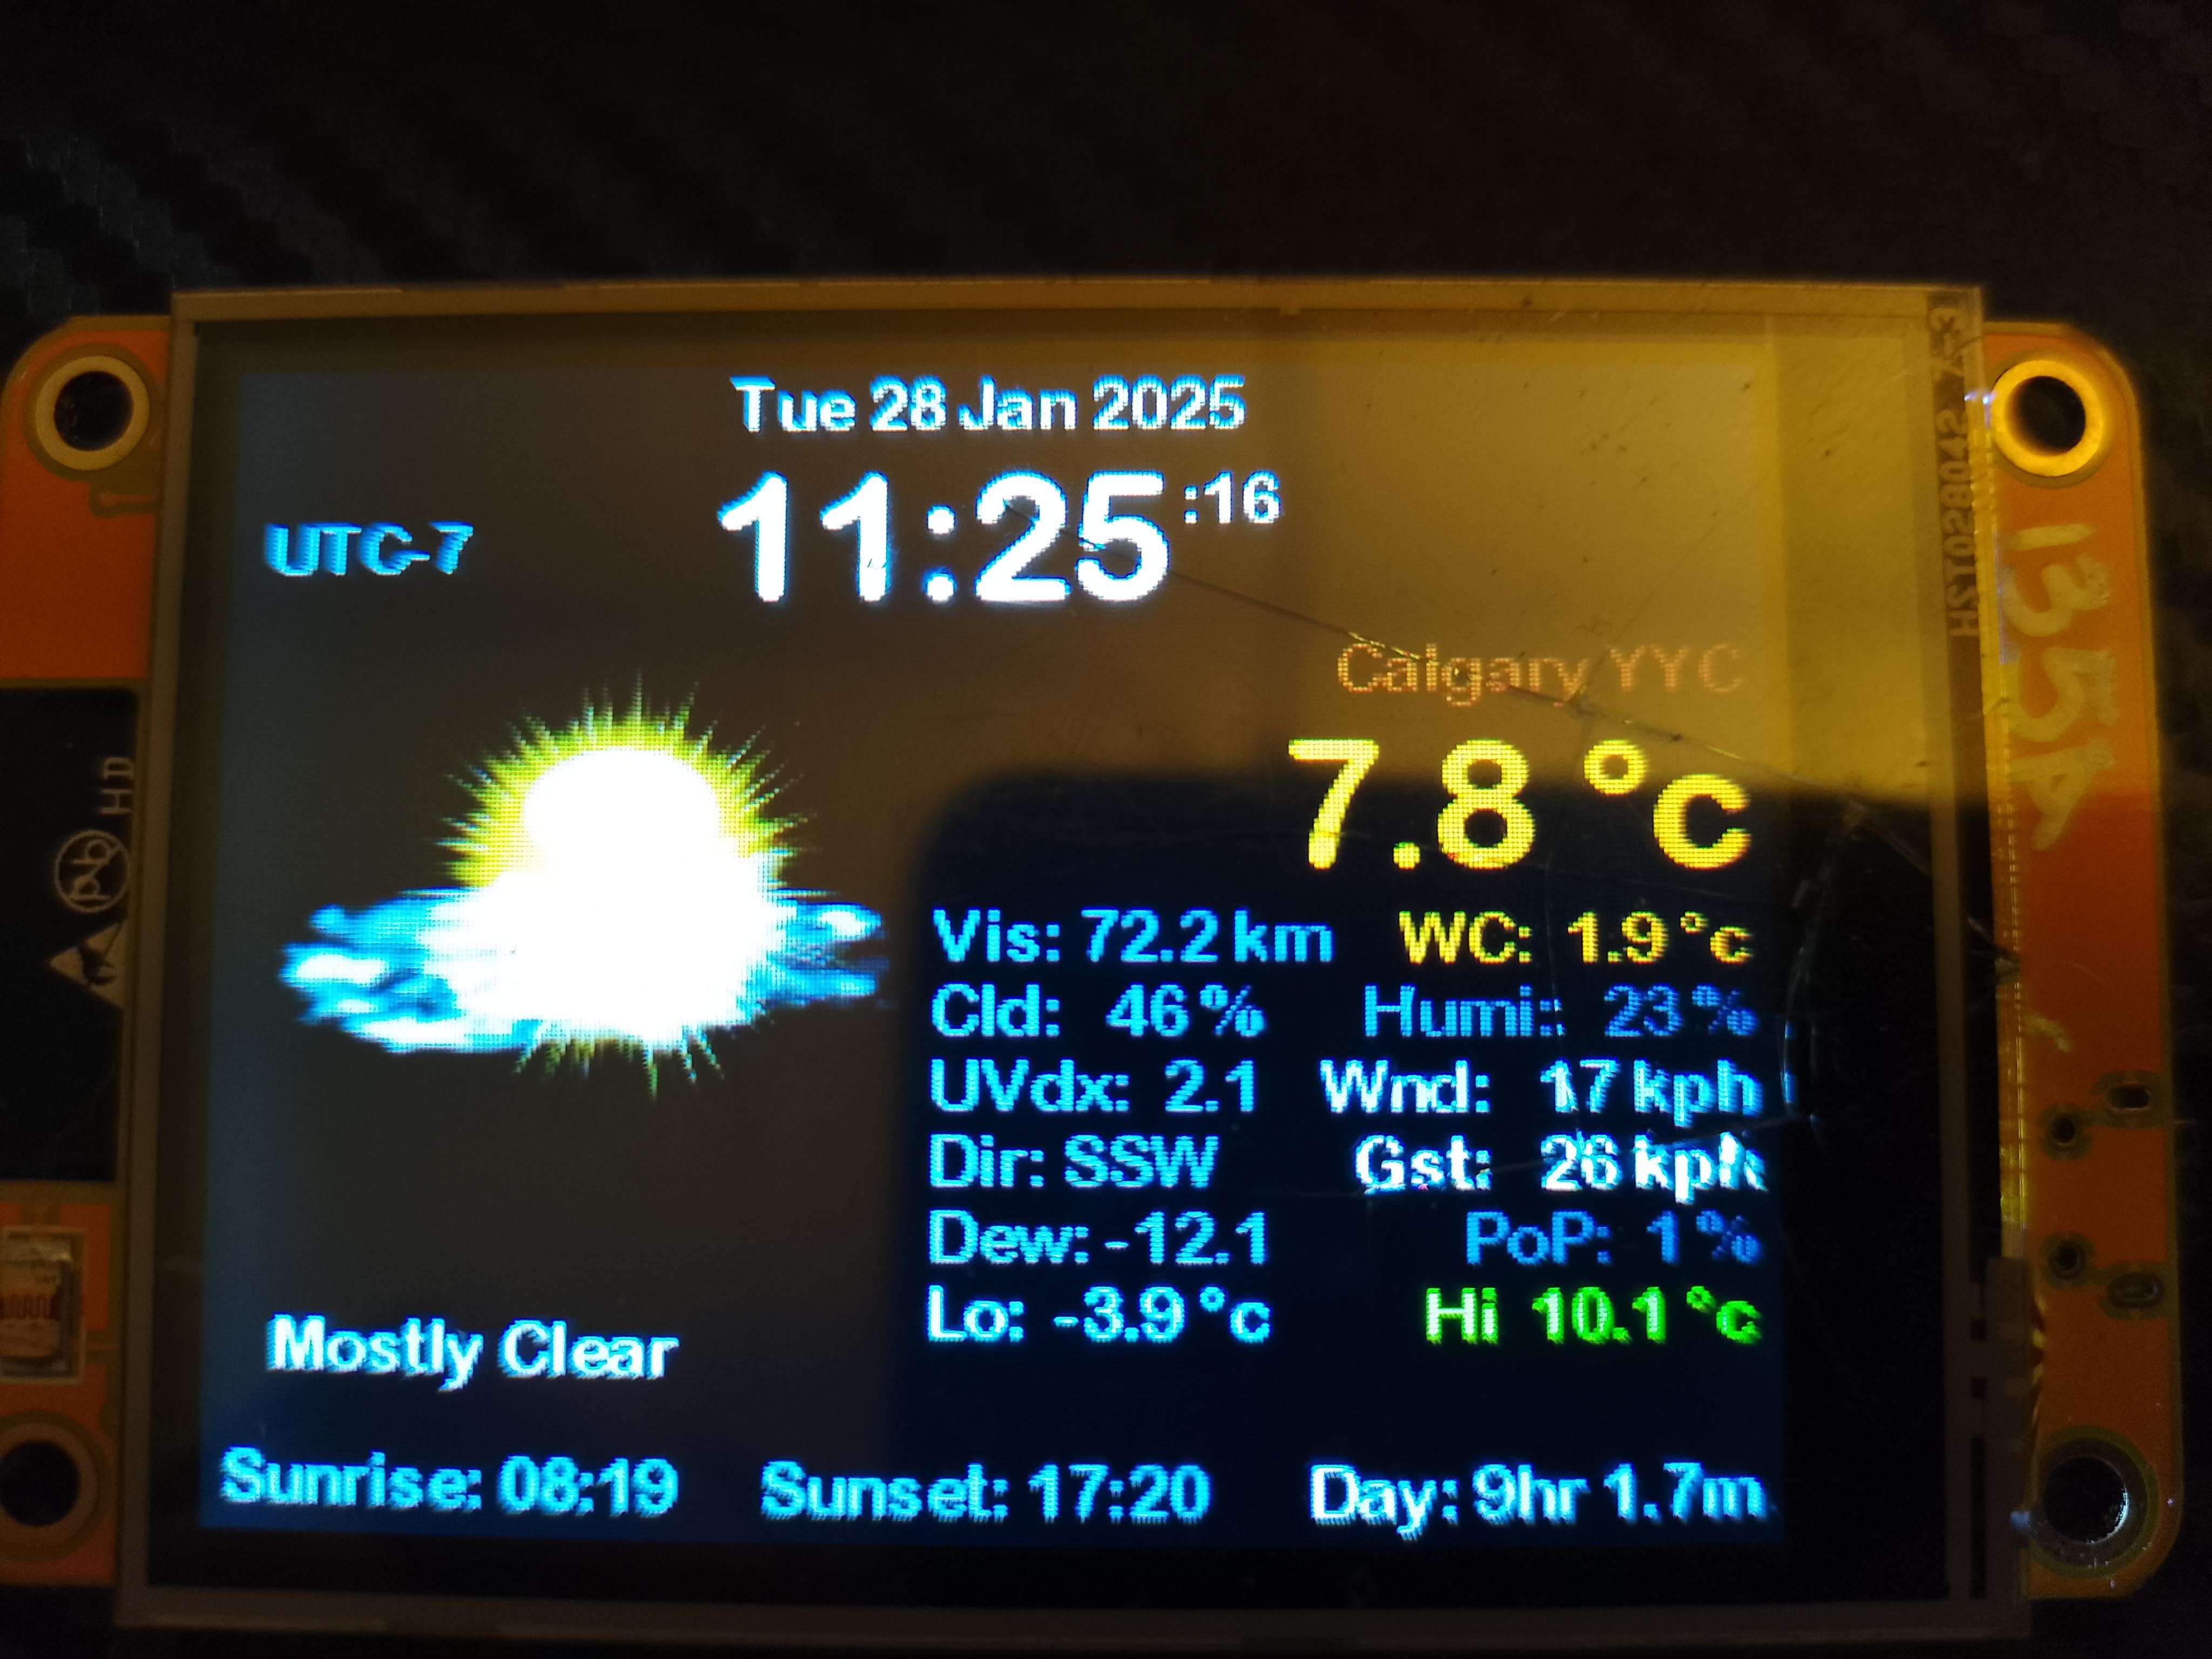 Tue 28 Jan 2025
11:25:16
UTC-7
Calgary YYC
7.8 °c
Vis: 72.2 km WC: 1.9 °c
Cld: 46 % Humi: 23 %
UVdx: 2.1 Wnd: 17 kph
Dir: SSW Gst: 26 kph
Dew: -12.1 PoP: 1 %
Lo: -3.9 °c Hi 10.1 °c
Mostly Clear
Sunrise: 08:19 Sunset: 17:20 Day: 9hr 1.7m
135A
Pb
HD